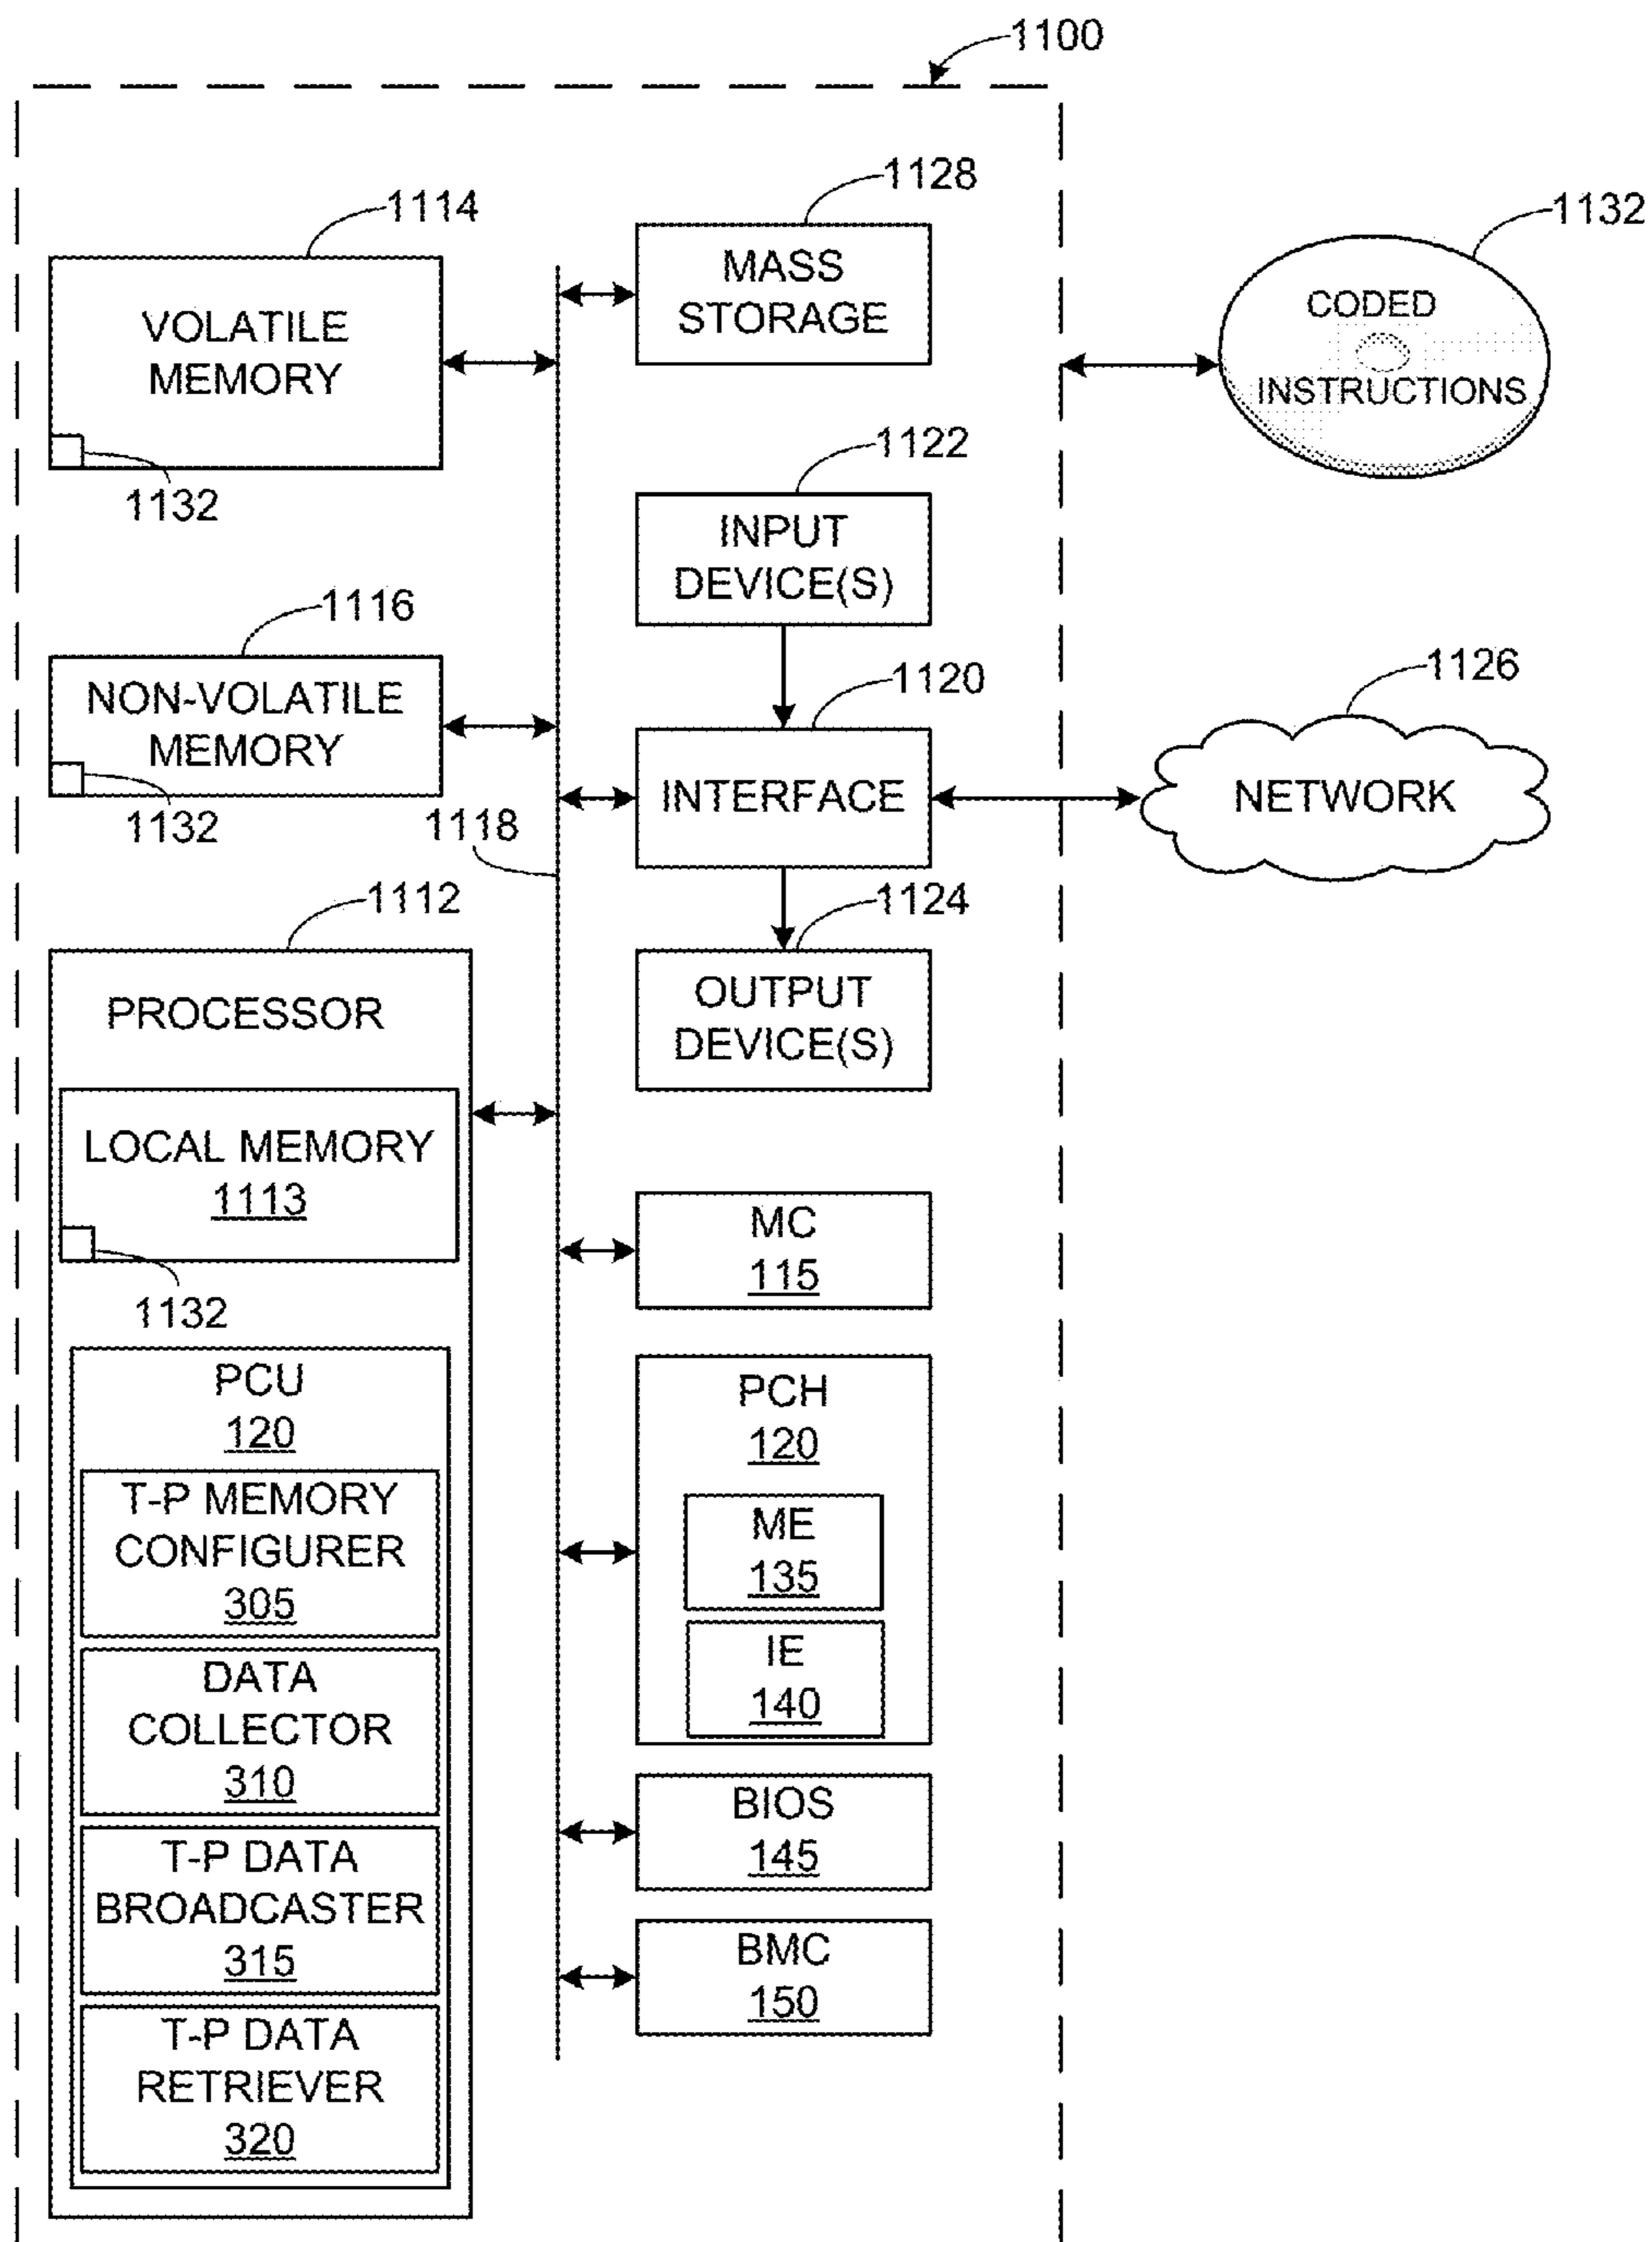 1100
1114
VOLATILE
MEMORY
1132
1116
NON-VOLATILE
MEMORY
1132
1118
1112
PROCESSOR
LOCAL MEMORY
1113
1132
PCU
120
T-P MEMORY
CONFIGURER
305
DATA
COLLECTOR
310
T-P DATA
BROADCASTER
315
T-P DATA
RETRIEVER
320
1128
MASS
STORAGE
1122
INPUT
DEVICE(S)
1120
INTERFACE
1124
OUTPUT
DEVICE(S)
MC
115
PCH
120
ME
135
IE
140
BIOS
145
BMC
150
1132
CODED
INSTRUCTIONS
1126
NETWORK